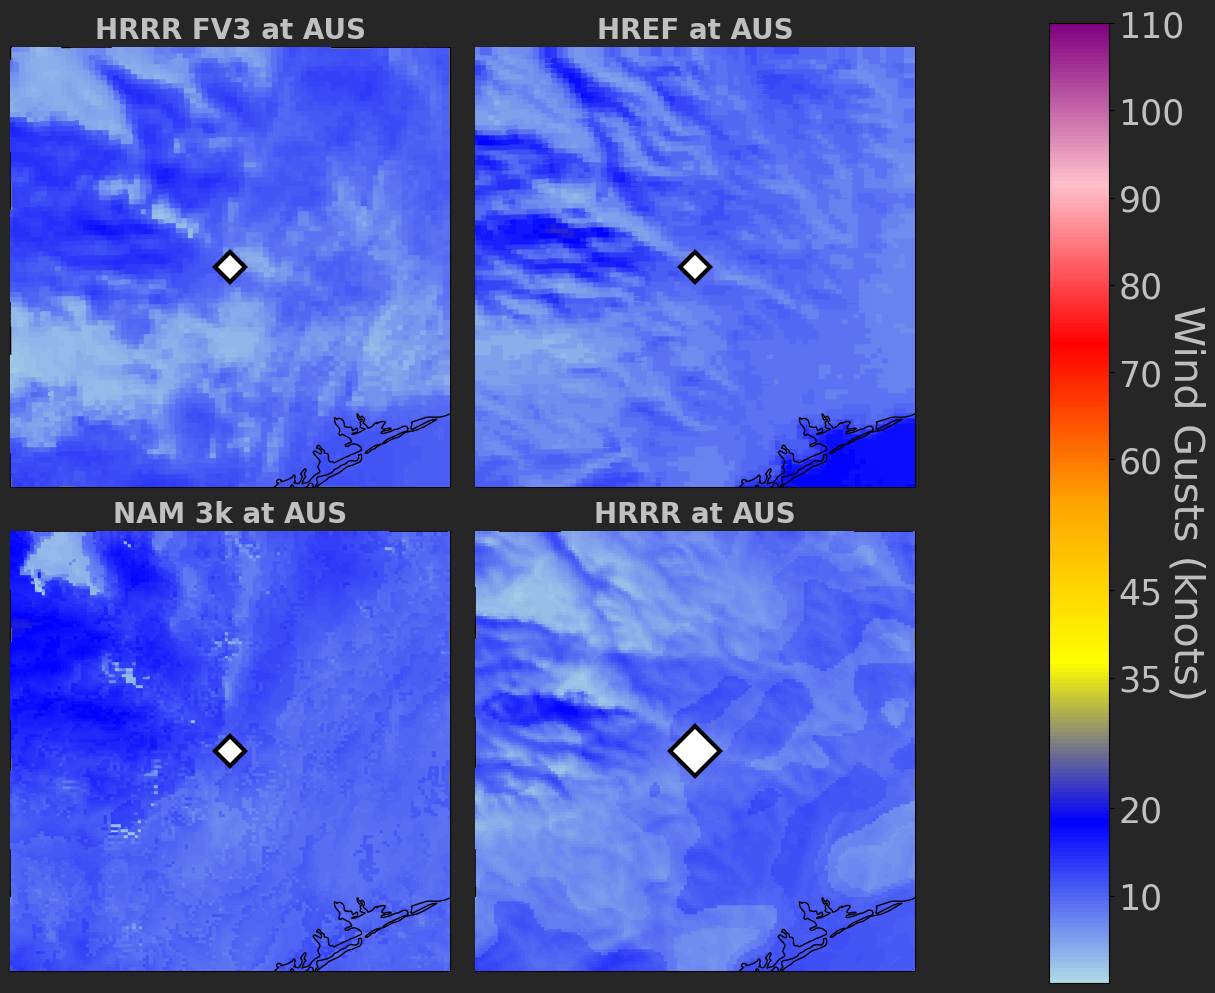 HRRR FV3 at AUS
HREF at AUS
NAM 3k at AUS
HRRR at AUS
110
100
90
80
70
60
45
35
20
10
Wind Gusts (knots)